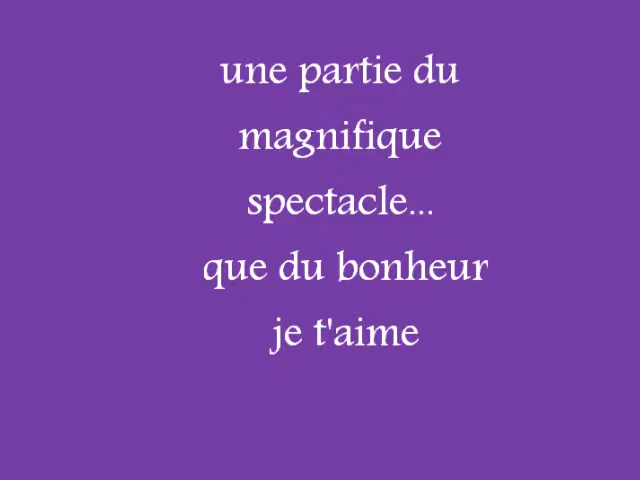 une partie du
magnifique
spectacle...
que du bonheur
je t'aime